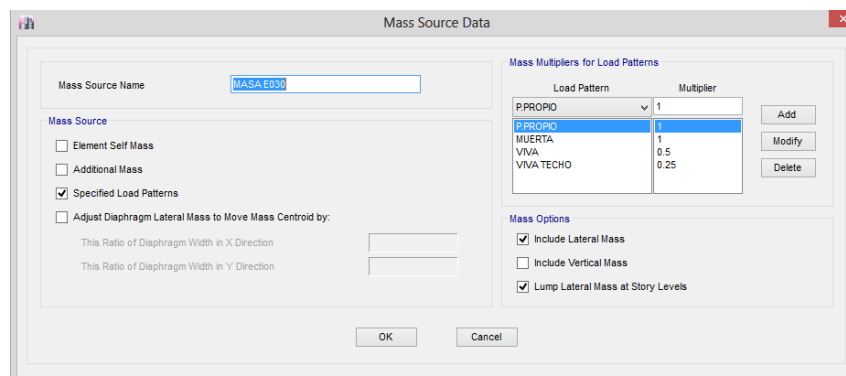 Mass Source Data
Mass Source Name
MASA E030
Mass Source
Element Self Mass
Additional Mass
Specified Load Patterns
Adjust Diaphragm Lateral Mass to Move Mass Centroid by:
This Ratio of Diaphragm Width in X Direction
This Ratio of Diaphragm Width in Y Direction
Mass Multipliers for Load Patterns
Load Pattern Multiplier
P.PROPIO 1
P.PROPIO 1
MUERTA 1
VIVA 0.5
VIVA TECHO 0.25
Add
Modify
Delete
Mass Options
Include Lateral Mass
Include Vertical Mass
Lump Lateral Mass at Story Levels
OK Cancel